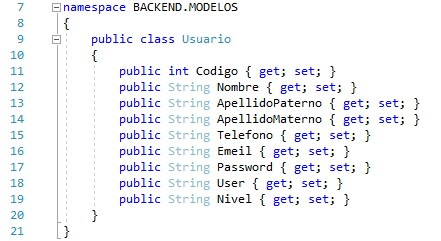 7 namespace BACKEND.MODELOS
8 {
9 public class Usuario
10 {
11 public int Codigo { get; set; }
12 public String Nombre { get; set; }
13 public String ApellidoPaterno { get; set; }
14 public String ApellidoMaterno { get; set; }
15 public String Telefono { get; set; }
16 public String Emeil { get; set; }
17 public String Password { get; set; }
18 public String User { get; set; }
19 public String Nivel { get; set; }
20 }
21 }